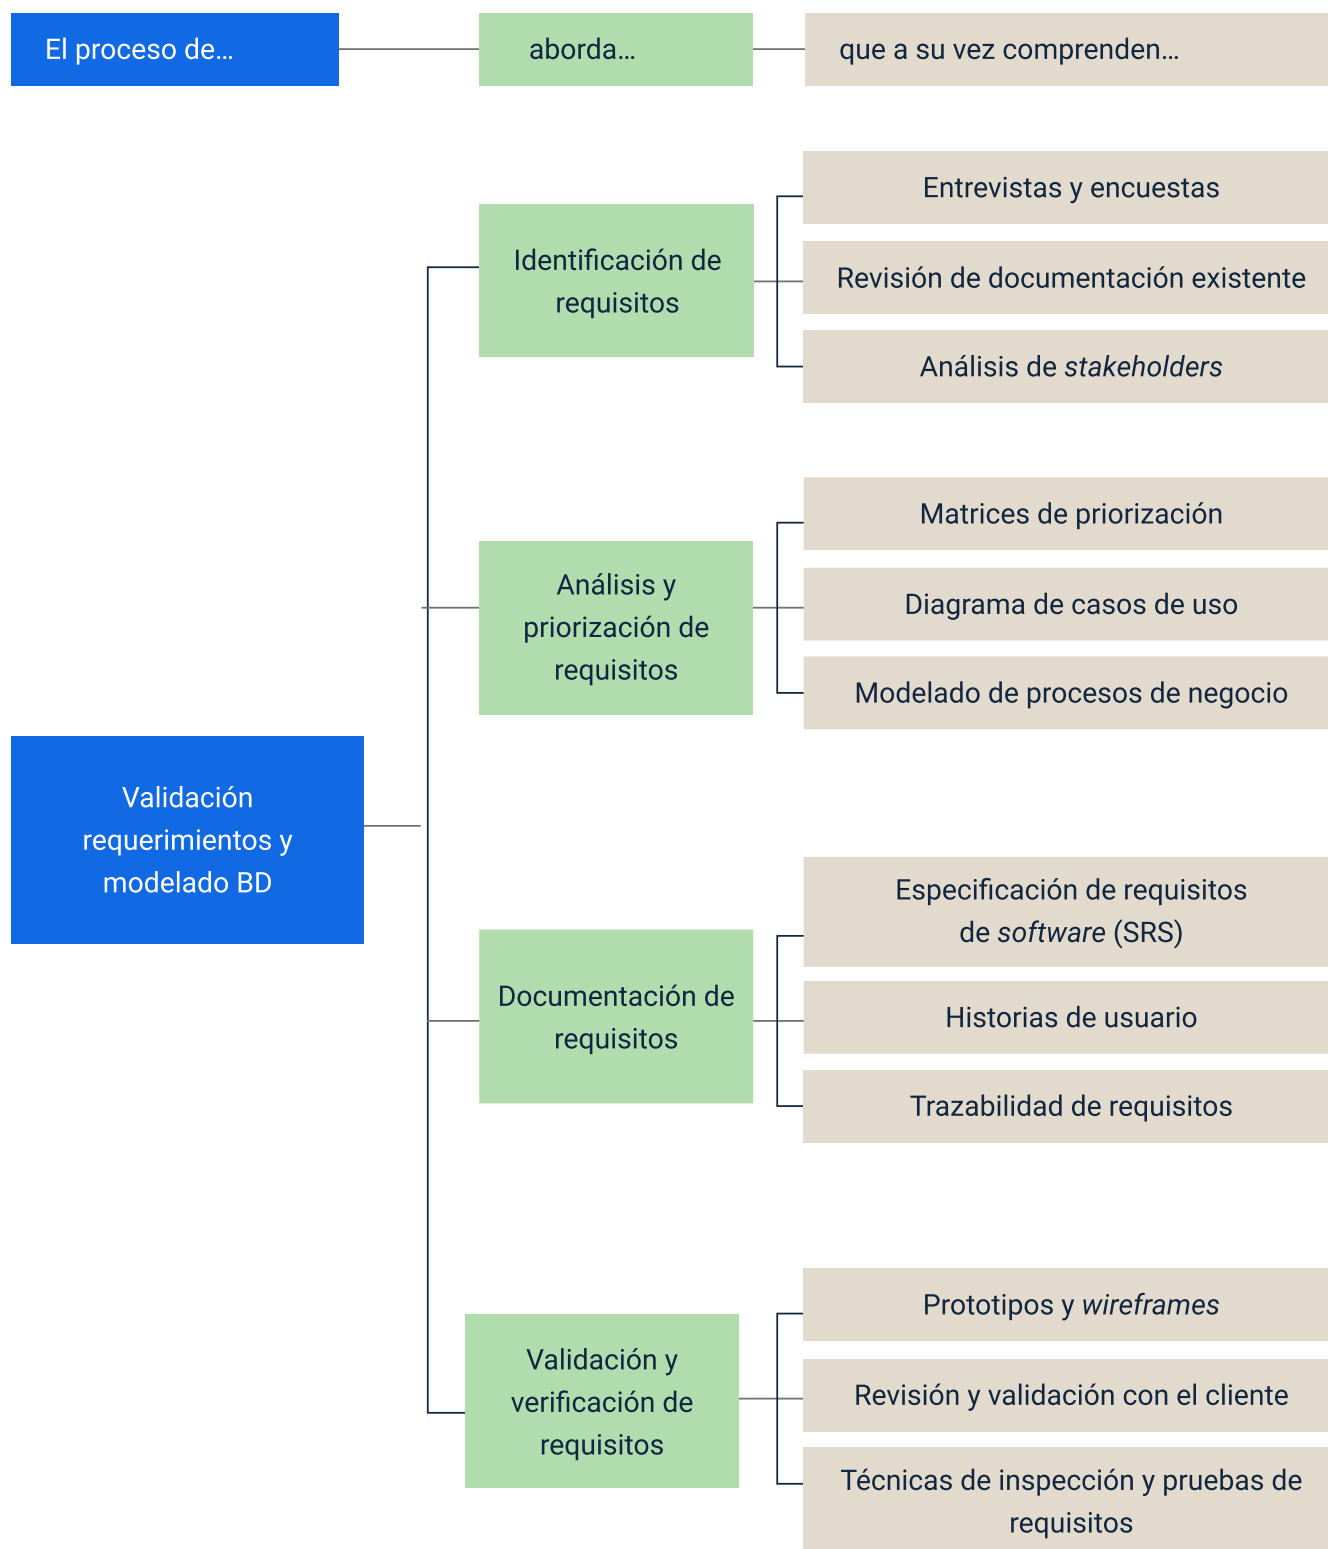 El proceso de...
aborda...
que a su vez comprenden...
Validación
requerimientos y
modelado BD
Identificación de
requisitos
Entrevistas y encuestas
Revisión de documentación existente
Análisis de stakeholders
Análisis y
priorización de
requisitos
Matrices de priorización
Diagrama de casos de uso
Modelado de procesos de negocio
Documentación de
requisitos
Especificación de requisitos
de software (SRS)
Historias de usuario
Trazabilidad de requisitos
Validación y
verificación de
requisitos
Prototipos y wireframes
Revisión y validación con el cliente
Técnicas de inspección y pruebas de
requisitos